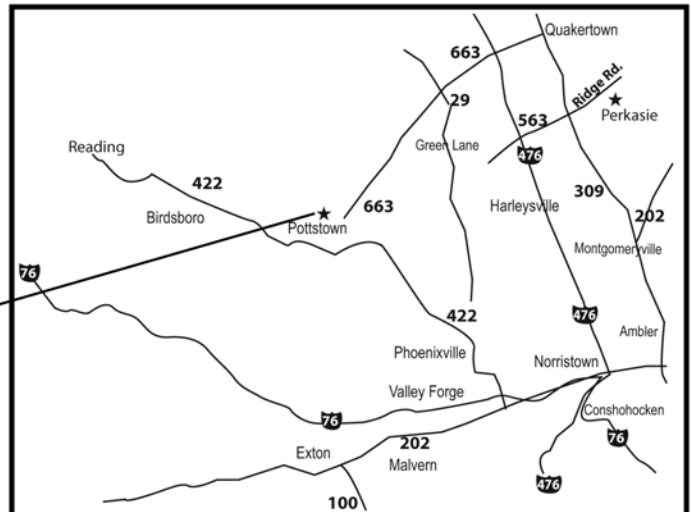 Quakertown
663
Ridge Rd.
29
Perkasie
563
Green Lane
Reading
476
422
309
663
Harleysville
202
Birdsboro
Pottstown
Montgomeryville
76
422
476
Ambler
Phoenixville
Norristown
Valley Forge
Conshohocken
76
202
76
Exton
Malvern
476
100